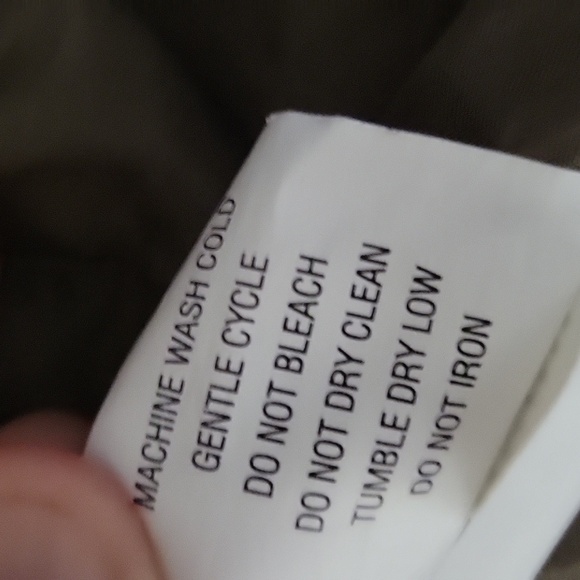 MACHINE WASH COLD
GENTLE CYCLE
DO NOT BLEACH
DO NOT DRY CLEAN
TUMBLE DRY LOW
DO NOT IRON